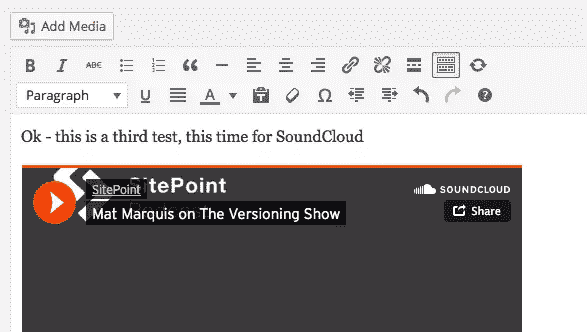 Add Media
B I ABC
Paragraph U A Ω ?
Ok - this is a third test, this time for SoundCloud
SitePoint
SitePoint
SOUNDCLOUD
Mat Marquis on The Versioning Show
Share